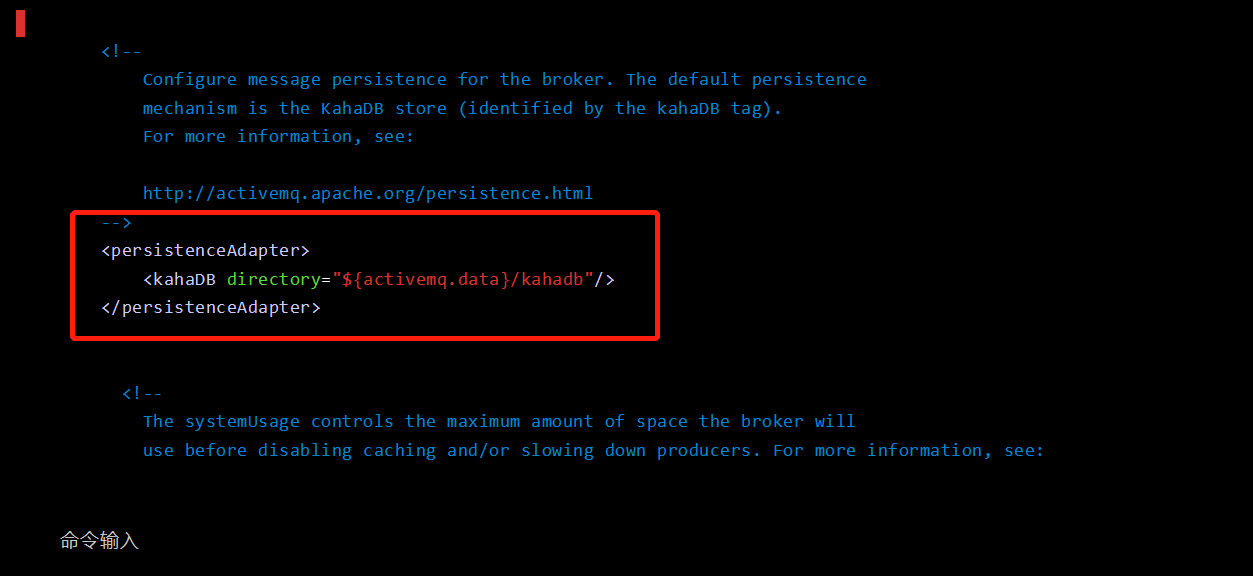 <!--
Configure message persistence for the broker. The default persistence
mechanism is the KahaDB store (identified by the kahaDB tag).
For more information, see:
http://activemq.apache.org/persistence.html
-->
<persistenceAdapter>
<kahaDB directory="${activemq.data}/kahadb"/>
</persistenceAdapter>
<!--
The systemUsage controls the maximum amount of space the broker will
use before disabling caching and/or slowing down producers. For more information, see:
命令输入